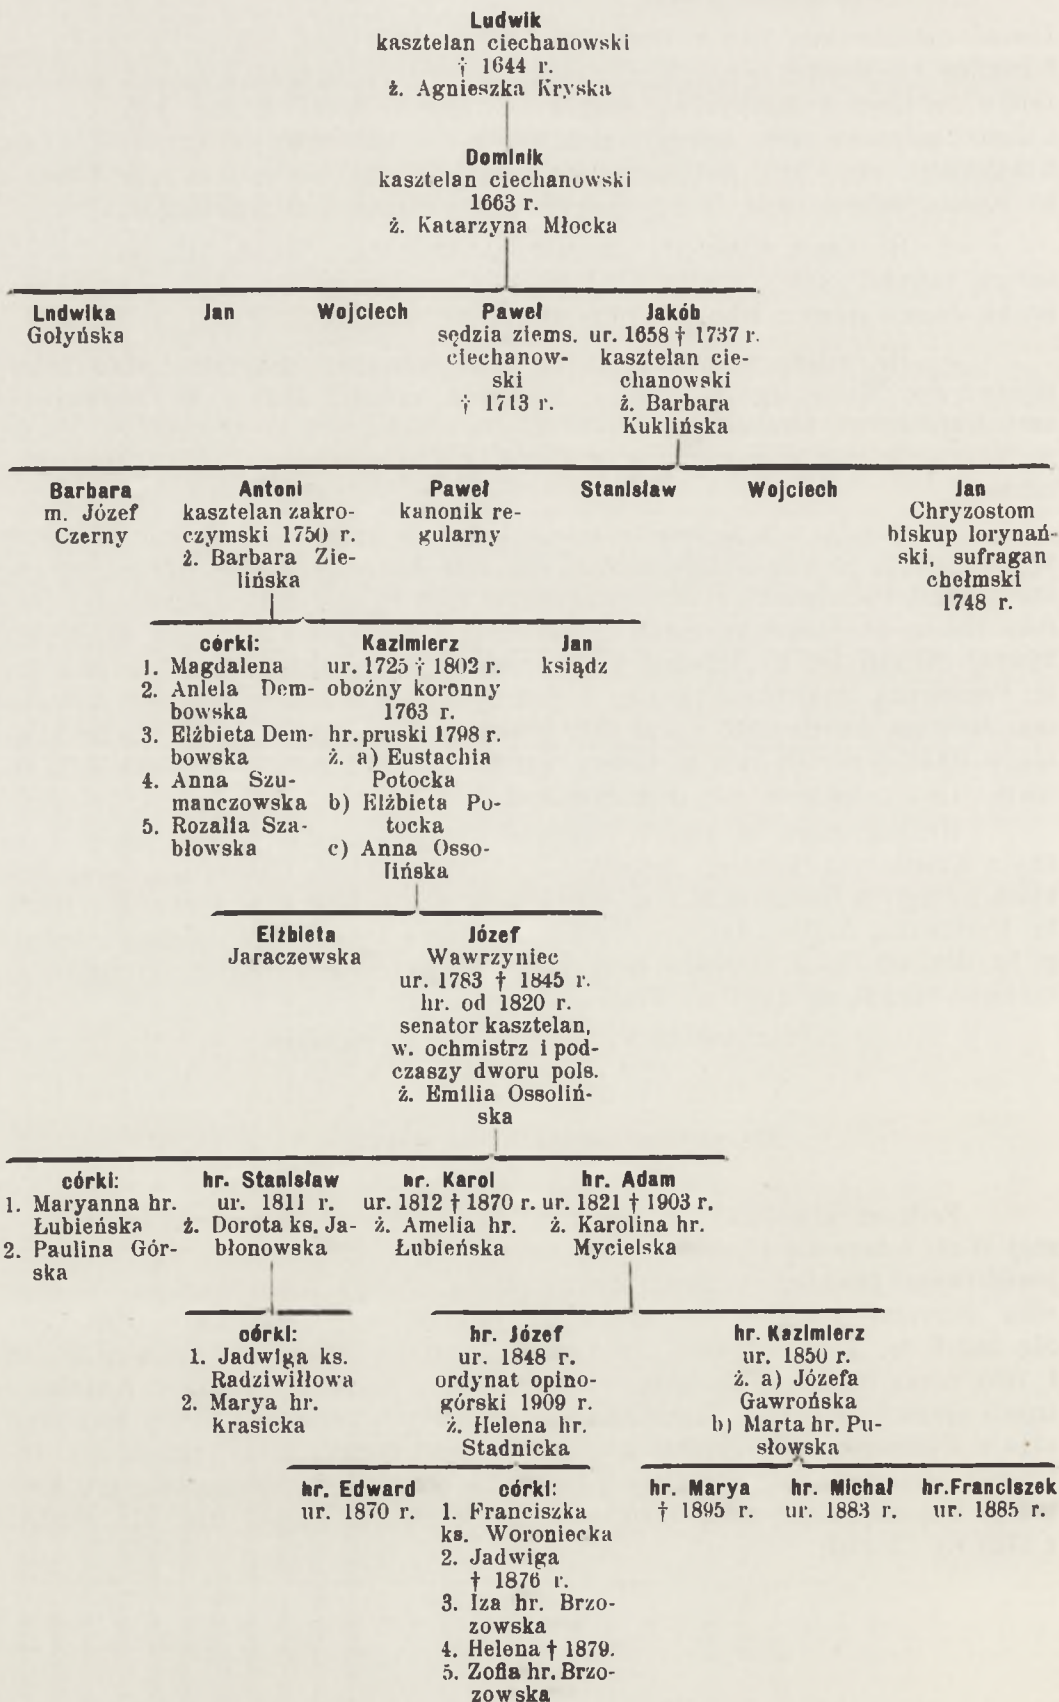 Ludwik
kasztelan ciechanowski
† 1644 r.
ż. Agnieszka Kryska
Dominik
kasztelan ciechanowski
1663 r.
ż. Katarzyna Młocka
Lndwika
Gołyńska
Jan
Wojciech
Paweł
sędzia ziems.
ciechanow-
ski
† 1713 r.
Jakób
ur. 1658 † 1737 r.
kasztelan cie-
chanowski
ż. Barbara
Kuklińska
Barbara
m. Józef
Czerny
Antoni
kasztelan zakro-
czymski 1750 r.
ż. Barbara Zie-
lińska
Paweł
kanonik re-
gularny
Stanisław
Wojciech
Jan
Chryzostom
biskup lorynań-
ski, sufragan
chełmski
1748 r.
córki:
1. Magdalena
2. Aniela Dem-
bowska
3. Elżbieta Dem-
bowska
4. Anna Szu-
manczowska
5. Rozalia Sza-
błowska
Kazimierz
ur. 1725 † 1802 r.
oboźny koronny
1763 r.
hr. pruski 1798 r.
ż. a) Eustachia
Potocka
b) Elżbieta Po-
tocka
c) Anna Osso-
lińska
Jan
ksiądz
Elżbieta
Jaraczewska
Józef
Wawrzyniec
ur. 1783 † 1845 r.
hr. od 1820 r.
senator kasztelan,
w. ochmistrz i pod-
czaszy dworu pols.
ż. Emilia Ossoliń-
ska
córki:
1. Maryanna hr.
Łubieńska
2. Paulina Gór-
ska
hr. Stanisław
ur. 1811 r.
ż. Dorota ks. Ja-
błonowska
hr. Karol
ur. 1812 † 1870 r.
ż. Amelia hr.
Łubieńska
hr. Adam
ur. 1821 † 1903 r.
ż. Karolina hr.
Mycielska
córki:
1. Jadwiga ks.
Radziwiłłowa
2. Marya hr.
Krasicka
hr. Józef
ur. 1848 r.
ordynat opino-
górski 1909 r.
ż. Helena hr.
Stadnicka
hr. Kazimierz
ur. 1850 r.
ż. a) Józefa
Gawrońska
b) Marta hr. Pu-
słowska
hr. Edward
ur. 1870 r.
córki:
1. Franciszka
ks. Woroniecka
2. Jadwiga
† 1876 r.
3. Iza hr. Brzo-
zowska
4. Helena † 1879.
5. Zofia hr. Brzo-
zowska
hr. Marya
† 1895 r.
hr. Michał
ur. 1883 r.
hr. Franciszek
ur. 1885 r.